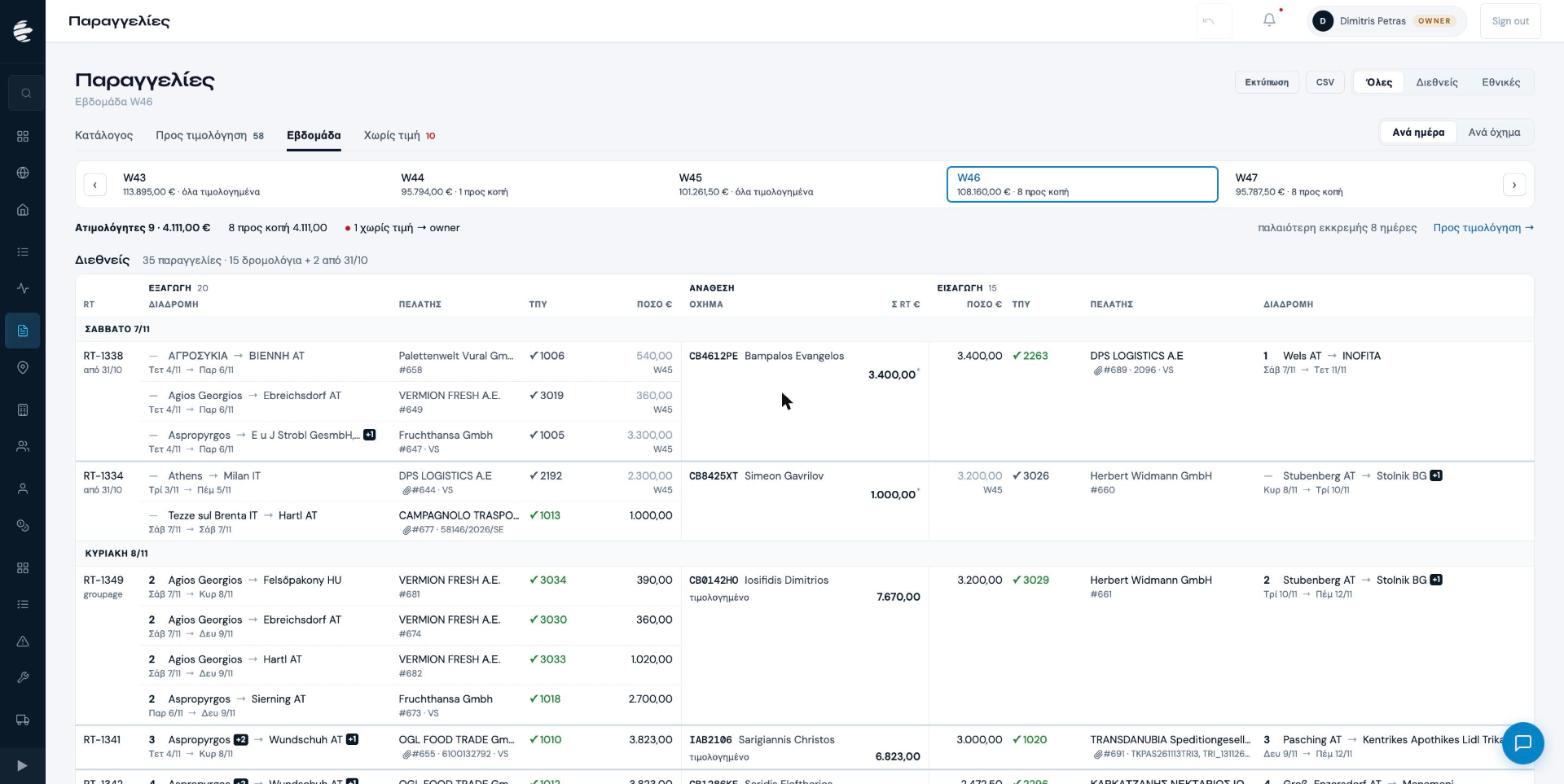 Παραγγελίες
D Dimitris Petras OWNER
Sign out
Παραγγελίες
Εβδομάδα W46
Εκτύπωση CSV Όλες Διεθνείς Εθνικές
Κατάλογος Προς τιμολόγηση 58 Εβδομάδα Χωρίς τιμή 10
Ανά ημέρα Ανά όχημα
‹ W43 W44 W45 W46 W47 ›
113.895,00 € · όλα τιμολογημένα 95.794,00 € · 1 προς κοπή 101.261,50 € · όλα τιμολογημένα 108.160,00 € · 8 προς κοπή 95.787,50 € · 8 προς κοπή
Ατιμολόγητες 9 · 4.111,00 € 8 προς κοπή 4.111,00 1 χωρίς τιμή → owner παλαιότερη εκκρεμής 8 ημέρες Προς τιμολόγηση →
Διεθνείς 35 παραγγελίες · 15 δρομολόγια + 2 από 31/10
ΕΞΑΓΩΓΗ 20 ΑΝΑΘΕΣΗ ΕΙΣΑΓΩΓΗ 15
RT ΔΙΑΔΡΟΜΗ ΠΕΛΑΤΗΣ ΤΠΥ ΠΟΣΟ € ΟΧΗΜΑ Σ RT € ΠΟΣΟ € ΤΠΥ ΠΕΛΑΤΗΣ ΔΙΑΔΡΟΜΗ
ΣΑΒΒΑΤΟ 7/11
RT-1338 — ΑΓΡΟΣΥΚΙΑ → ΒΙΕΝΝΗ AT Palettenwelt Vural Gm... ✓1006 540,00 CB4612PE Bampalos Evangelos 3.400,00 ✓2263 DPS LOGISTICS A.E 1 Wels AT → INOFITA
από 31/10 Τετ 4/11 → Παρ 6/11 #658 W45 3.400,00* #689 · 2096 · VS Σάβ 7/11 → Τετ 11/11
— Agios Georgios → Ebreichsdorf AT VERMION FRESH A.E. ✓3019 360,00
Τετ 4/11 → Παρ 6/11 #649 W45
— Aspropyrgos → E u J Strobl GesmbH,... +1 Fruchthansa Gmbh ✓1005 3.300,00
Τετ 4/11 → Παρ 6/11 #647 · VS W45
RT-1334 — Athens → Milan IT DPS LOGISTICS A.E ✓2192 2.300,00 CB8425XT Simeon Gavrilov 3.200,00 ✓3026 Herbert Widmann GmbH — Stubenberg AT → Stolnik BG +1
από 31/10 Τρί 3/11 → Πέμ 5/11 #644 · VS W45 1.000,00* W45 #660 Κυρ 8/11 → Τρί 10/11
— Tezze sul Brenta IT → Hartl AT CAMPAGNOLO TRASPO... ✓1013 1.000,00
Σάβ 7/11 → Σάβ 7/11 #677 · 58146/2026/SE
ΚΥΡΙΑΚΗ 8/11
RT-1349 2 Agios Georgios → Felsőpakony HU VERMION FRESH A.E. ✓3034 390,00 CB0142HO Iosifidis Dimitrios 3.200,00 ✓3029 Herbert Widmann GmbH 2 Stubenberg AT → Stolnik BG +1
groupage Σάβ 7/11 → Κυρ 8/11 #681 τιμολογημένο 7.670,00 #661 Τρί 10/11 → Πέμ 12/11
2 Agios Georgios → Ebreichsdorf AT VERMION FRESH A.E. ✓3030 360,00
Σάβ 7/11 → Δευ 9/11 #674
2 Agios Georgios → Hartl AT VERMION FRESH A.E. ✓3033 1.020,00
Σάβ 7/11 → Δευ 9/11 #682
2 Aspropyrgos → Sierning AT Fruchthansa Gmbh ✓1018 2.700,00
Παρ 6/11 → Δευ 9/11 #673 · VS
RT-1341 3 Aspropyrgos +2 → Wundschuh AT +1 OGL FOOD TRADE Gm... ✓1010 3.823,00 IAB2106 Sarigiannis Christos 3.000,00 ✓1020 TRANSDANUBIA Speditiongesell... 3 Pasching AT → Kentrikes Apothikes Lidl Trika
Τετ 4/11 → Κυρ 8/11 #655 · 6100132792 · VS τιμολογημένο 6.823,00 #691 · TKPAS261113TRI3, TRI_131126... Δευ 9/11 → Πέμ 12/11